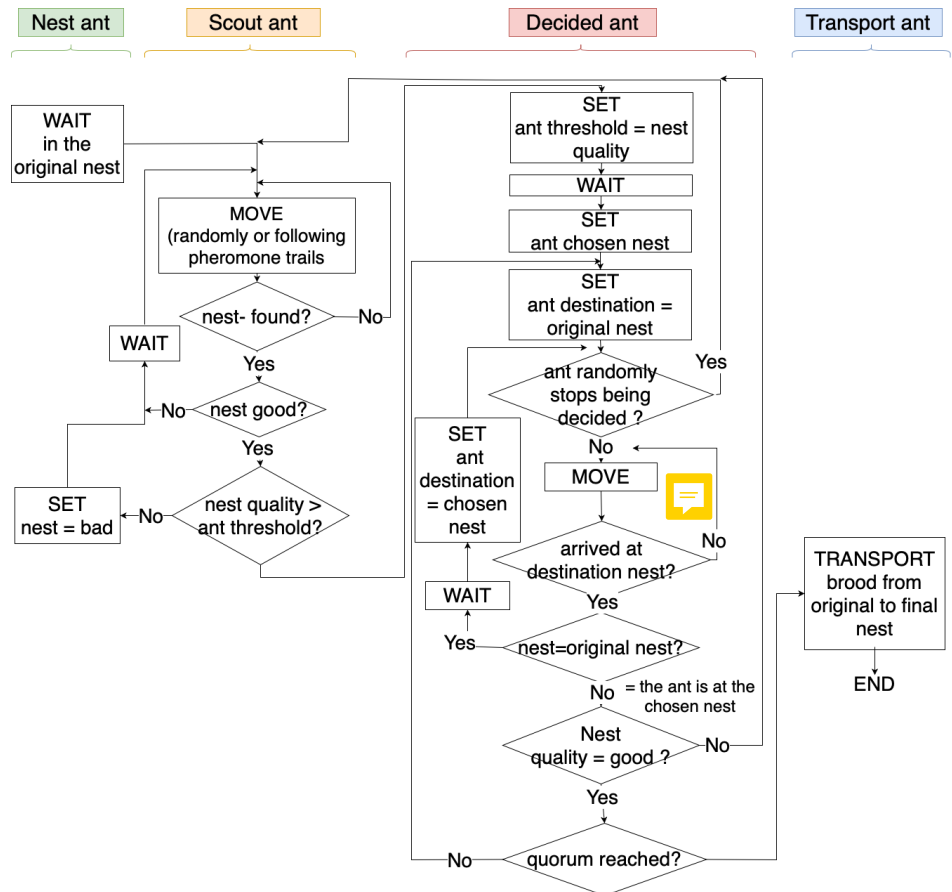 Nest ant
Scout ant
Decided ant
Transport ant
WAIT
in the
original nest
MOVE
(randomly or following
pheromone trails
nest- found?
No
Yes
WAIT
nest good?
No
Yes
nest quality >
ant threshold?
No
SET
nest = bad
SET
ant threshold = nest
quality
WAIT
SET
ant chosen nest
SET
ant destination =
original nest
ant randomly
stops being
decided ?
Yes
No
MOVE
SET
ant
destination
= chosen
nest
arrived at
destination nest?
No
Yes
WAIT
Yes
nest=original nest?
No
= the ant is at the
chosen nest
Nest
quality = good ?
No
Yes
quorum reached?
No
TRANSPORT
brood from
original to final
nest
END